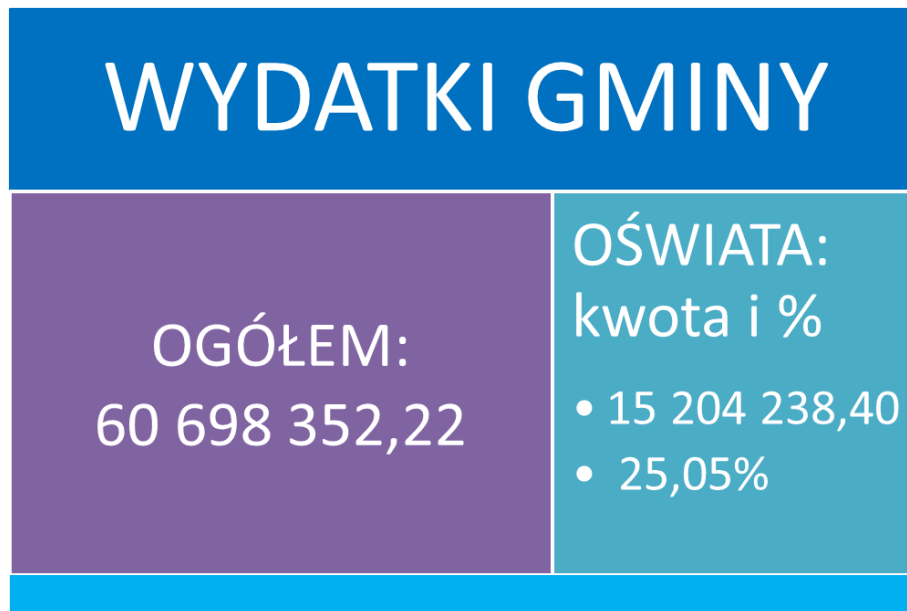 WYDATKI GMINY
OGÓŁEM:
60 698 352,22
OŚWIATA:
kwota i %
• 15 204 238,40
• 25,05%